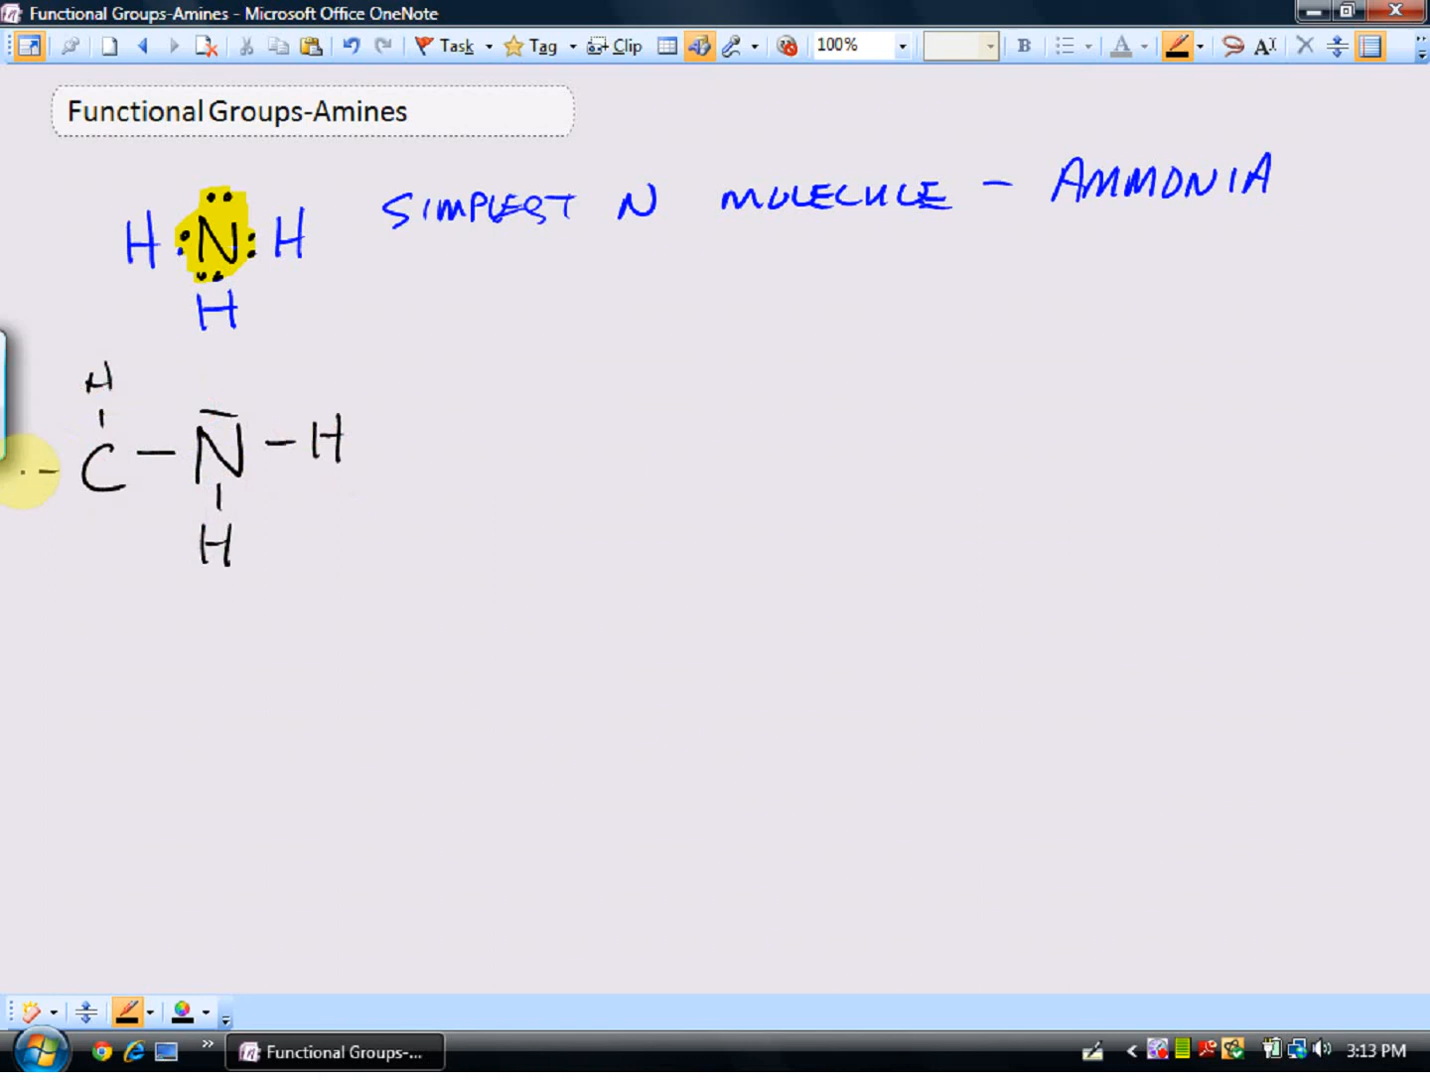 Functional Groups-Amines - Microsoft Office OneNote
Task Tag Clip 100% B A A
Functional Groups-Amines
SIMPLEST N MOLECULE - AMMONIA
H N H
H
H
C - N - H
H
Functional Groups-...
3:13 PM